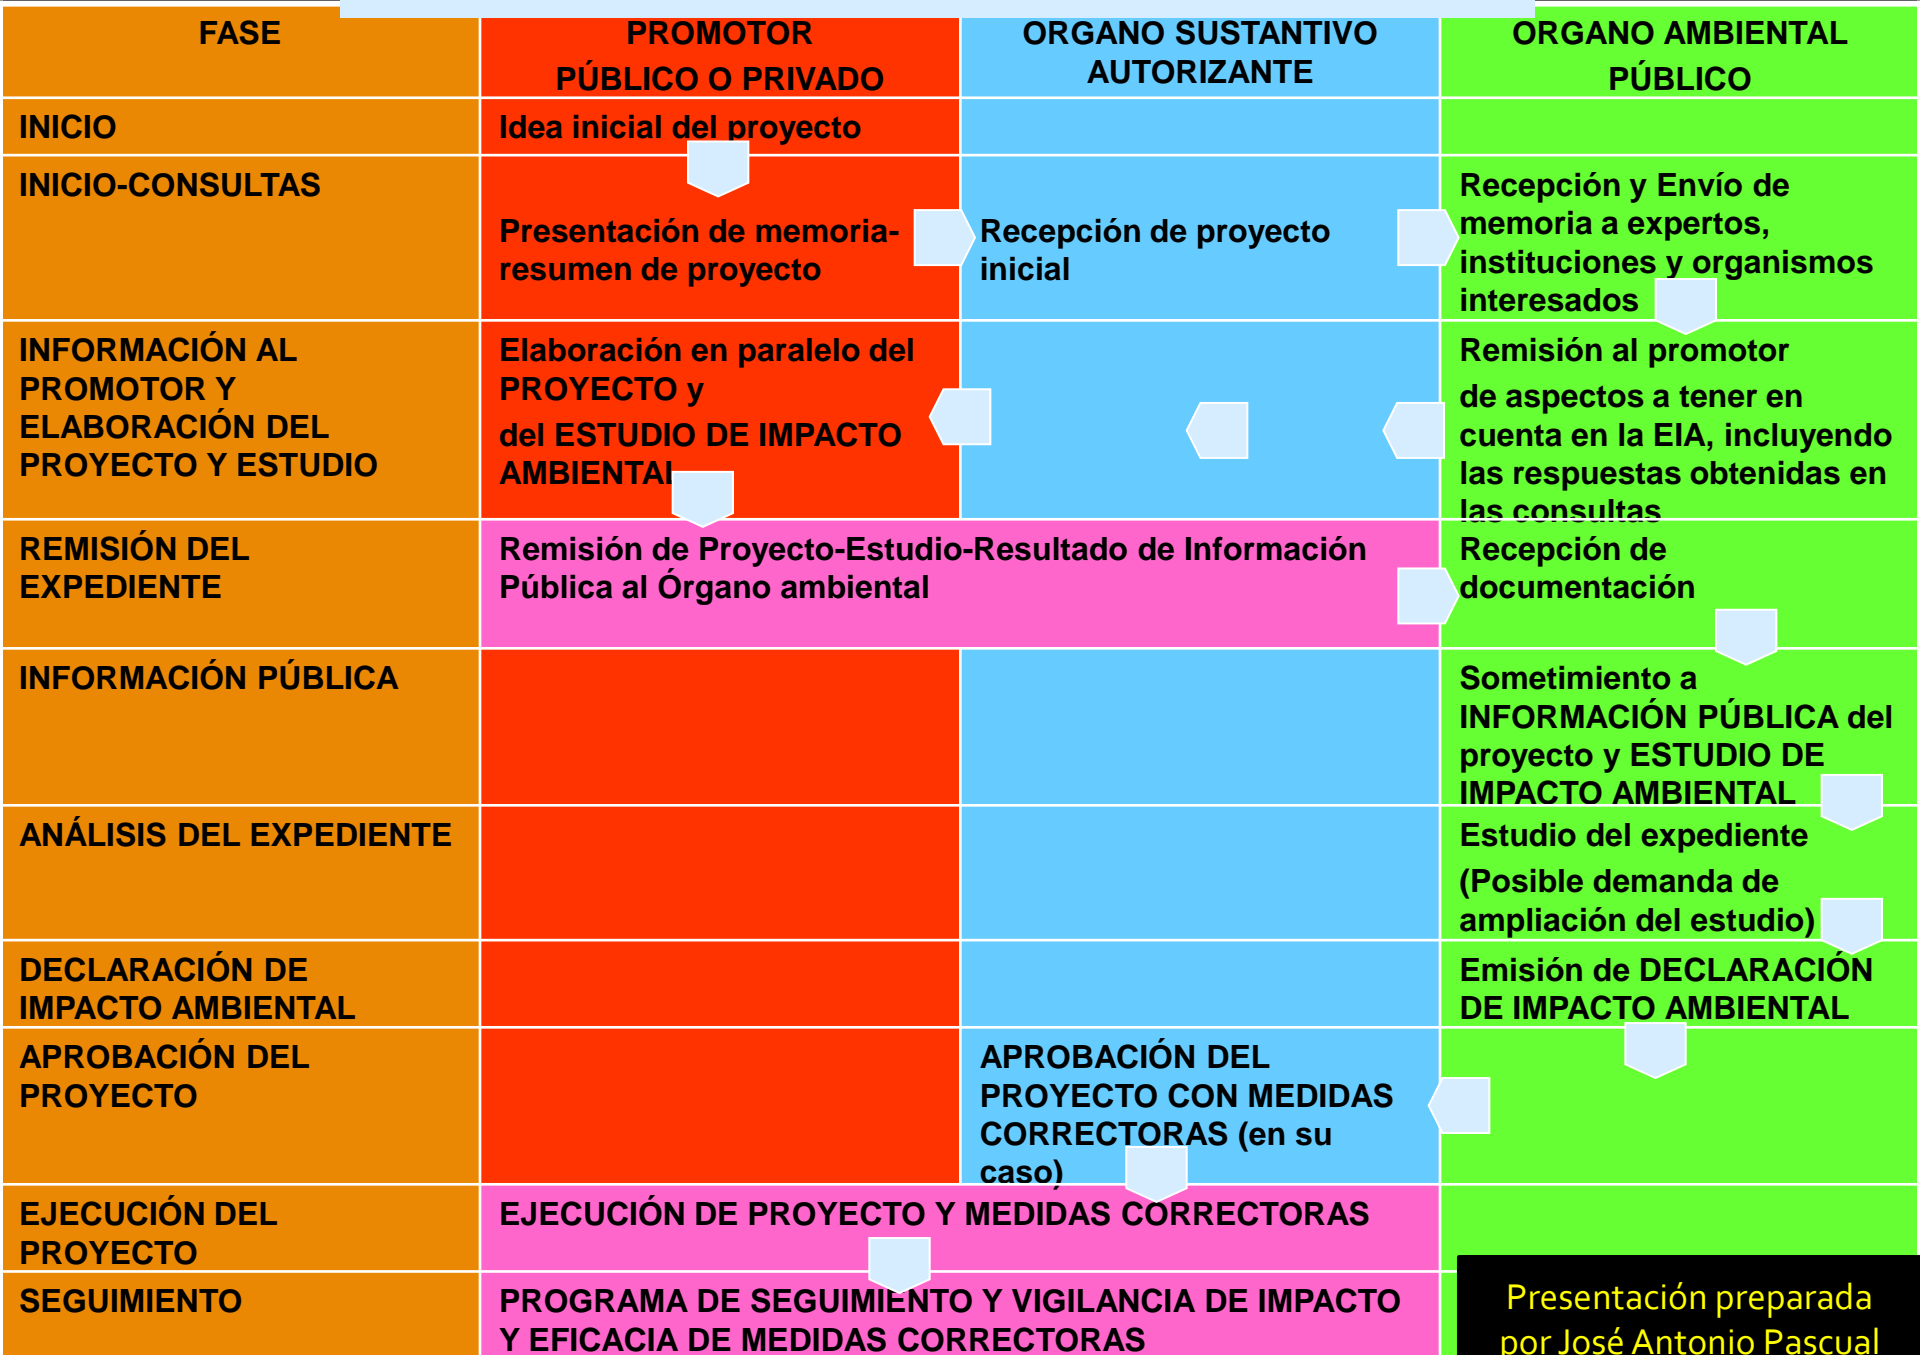 FASE
PROMOTOR
PÚBLICO O PRIVADO
ORGANO SUSTANTIVO
AUTORIZANTE
ORGANO AMBIENTAL
PÚBLICO
INICIO
Idea inicial del proyecto
INICIO-CONSULTAS
Presentación de memoria-
resumen de proyecto
Recepción de proyecto
inicial
Recepción y Envío de
memoria a expertos,
instituciones y organismos
interesados
INFORMACIÓN AL
PROMOTOR Y
ELABORACIÓN DEL
PROYECTO Y ESTUDIO
Elaboración en paralelo del
PROYECTO y
del ESTUDIO DE IMPACTO
AMBIENTAL
Remisión al promotor
de aspectos a tener en
cuenta en la EIA, incluyendo
las respuestas obtenidas en
las consultas
REMISIÓN DEL
EXPEDIENTE
Remisión de Proyecto-Estudio-Resultado de Información
Pública al Órgano ambiental
Recepción de
documentación
INFORMACIÓN PÚBLICA
Sometimiento a
INFORMACIÓN PÚBLICA del
proyecto y ESTUDIO DE
IMPACTO AMBIENTAL
ANÁLISIS DEL EXPEDIENTE
Estudio del expediente
(Posible demanda de
ampliación del estudio)
DECLARACIÓN DE
IMPACTO AMBIENTAL
Emisión de DECLARACIÓN
DE IMPACTO AMBIENTAL
APROBACIÓN DEL
PROYECTO
APROBACIÓN DEL
PROYECTO CON MEDIDAS
CORRECTORAS (en su
caso)
EJECUCIÓN DEL
PROYECTO
EJECUCIÓN DE PROYECTO Y MEDIDAS CORRECTORAS
SEGUIMIENTO
PROGRAMA DE SEGUIMIENTO Y VIGILANCIA DE IMPACTO
Y EFICACIA DE MEDIDAS CORRECTORAS
Presentación preparada
por José Antonio Pascual